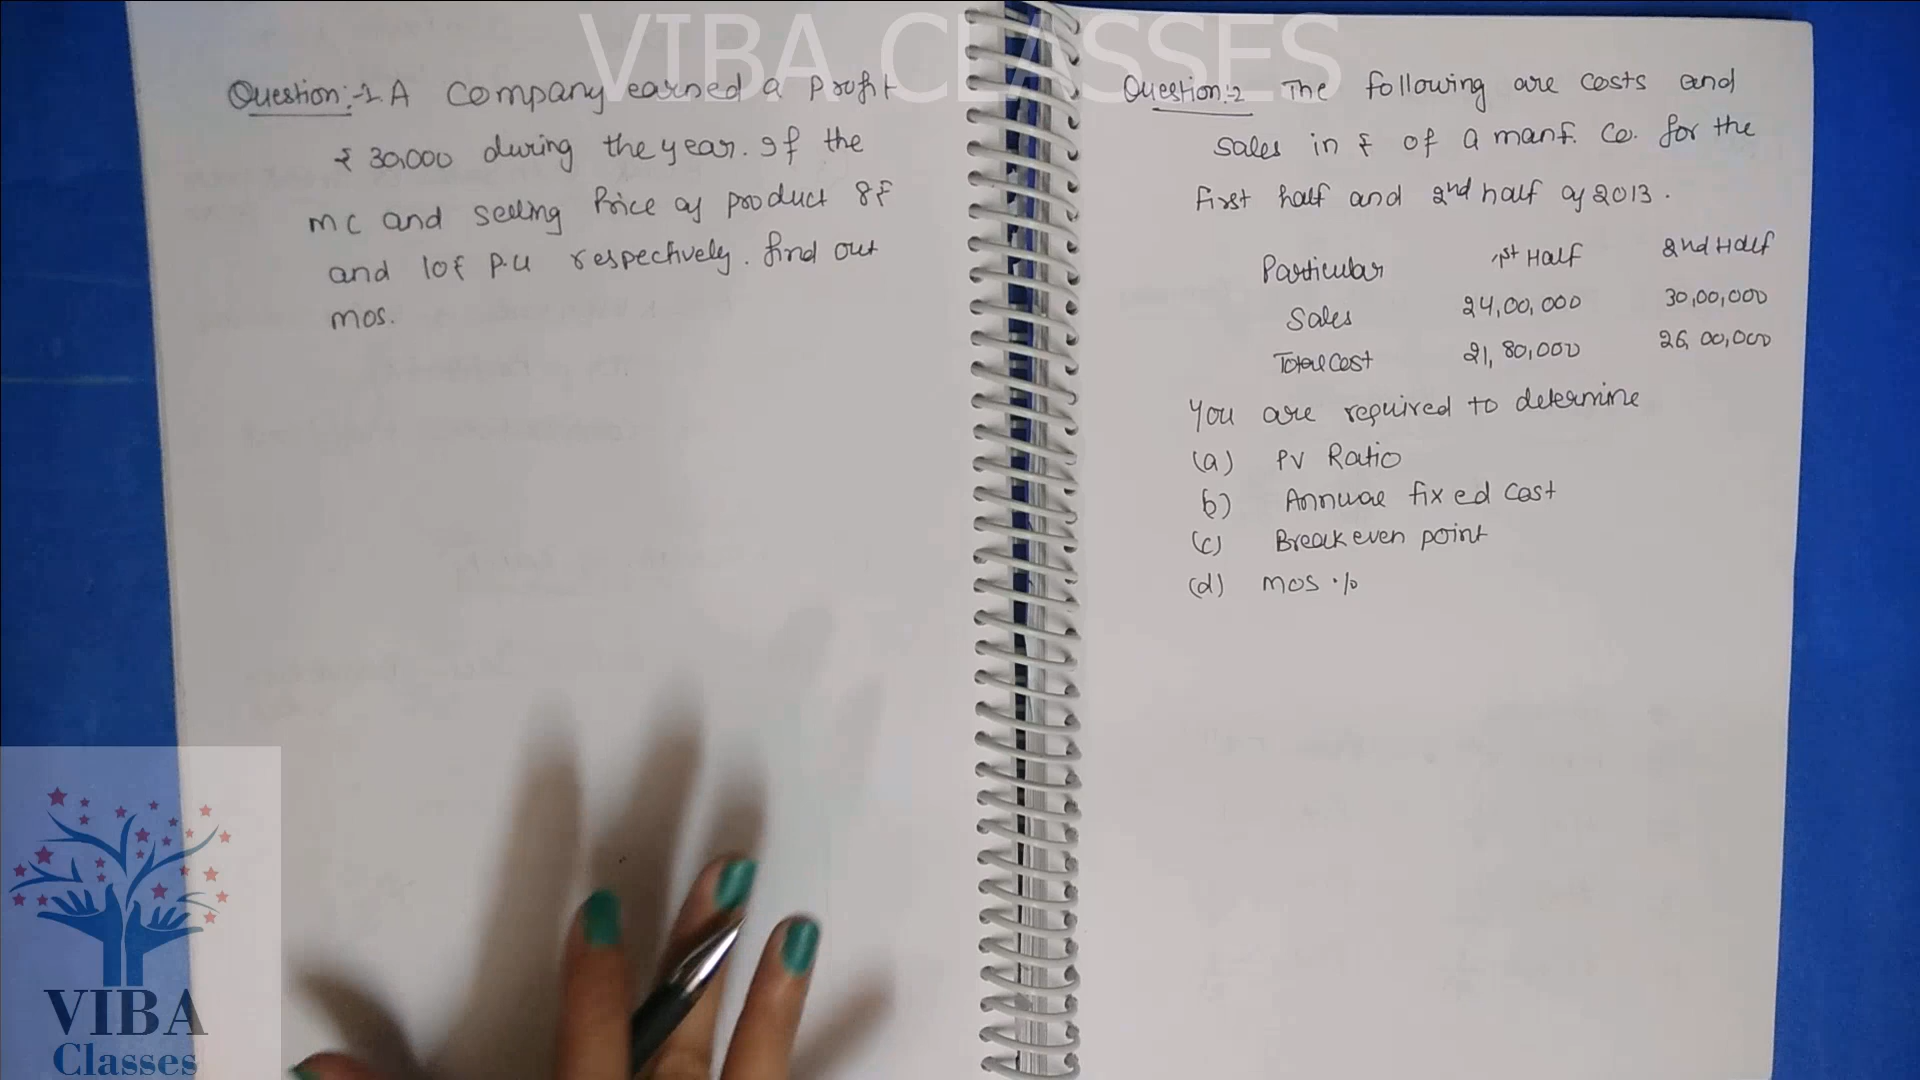 VIBA CLASSES
Question:-1. A Company earned a Profit
₹ 30,000 during the year. If the
MC and selling Price of product 8₹
and 10₹ P.U respectively. find out
MOS.
Question:-2 The following are costs and
sales in ₹ of a manf. Co. for the
first half and 2nd half of 2013.
Particular 1st Half 2nd Half
Sales 24,00,000 30,00,000
Total Cost 21,80,000 26,00,000
You are required to determine
(a) PV Ratio
b) Annual fixed Cost
(c) Breakeven point
(d) MOS %
VIBA
Classes